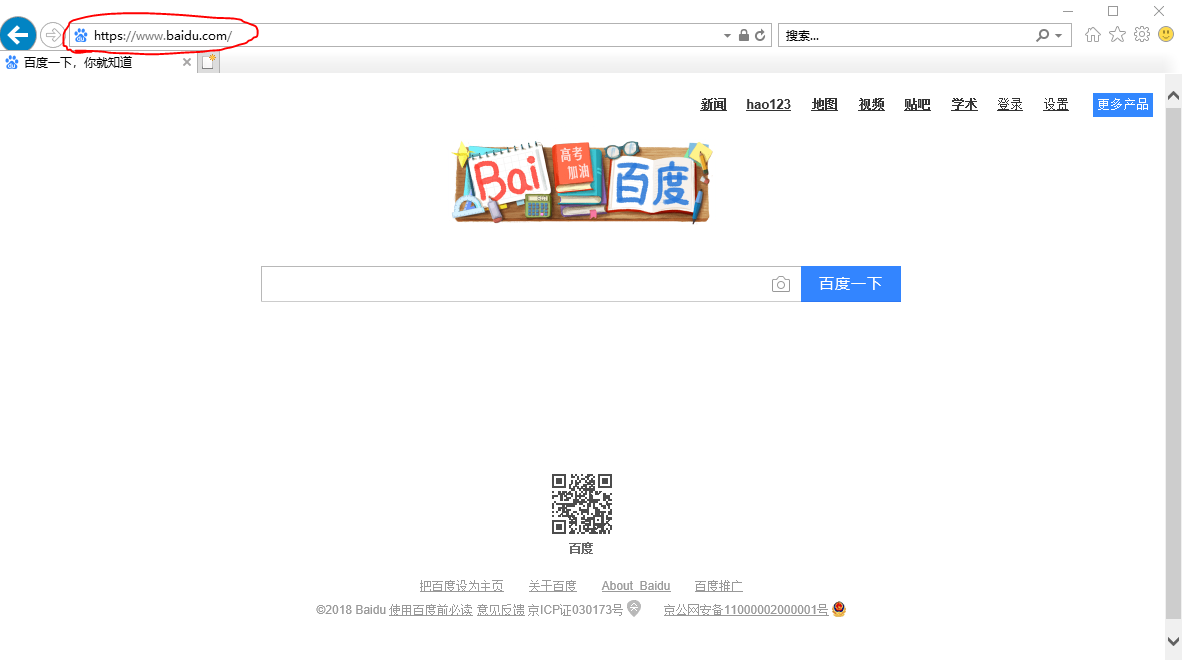 https://www.baidu.com/
搜索...
百度一下，你就知道
新闻 hao123 地图 视频 贴吧 学术 登录 设置 更多产品
Bai 高考 百度
加油
百度一下
百度
把百度设为主页 关于百度 About Baidu 百度推广
©2018 Baidu 使用百度前必读 意见反馈 京ICP证030173号 京公网安备11000002000001号